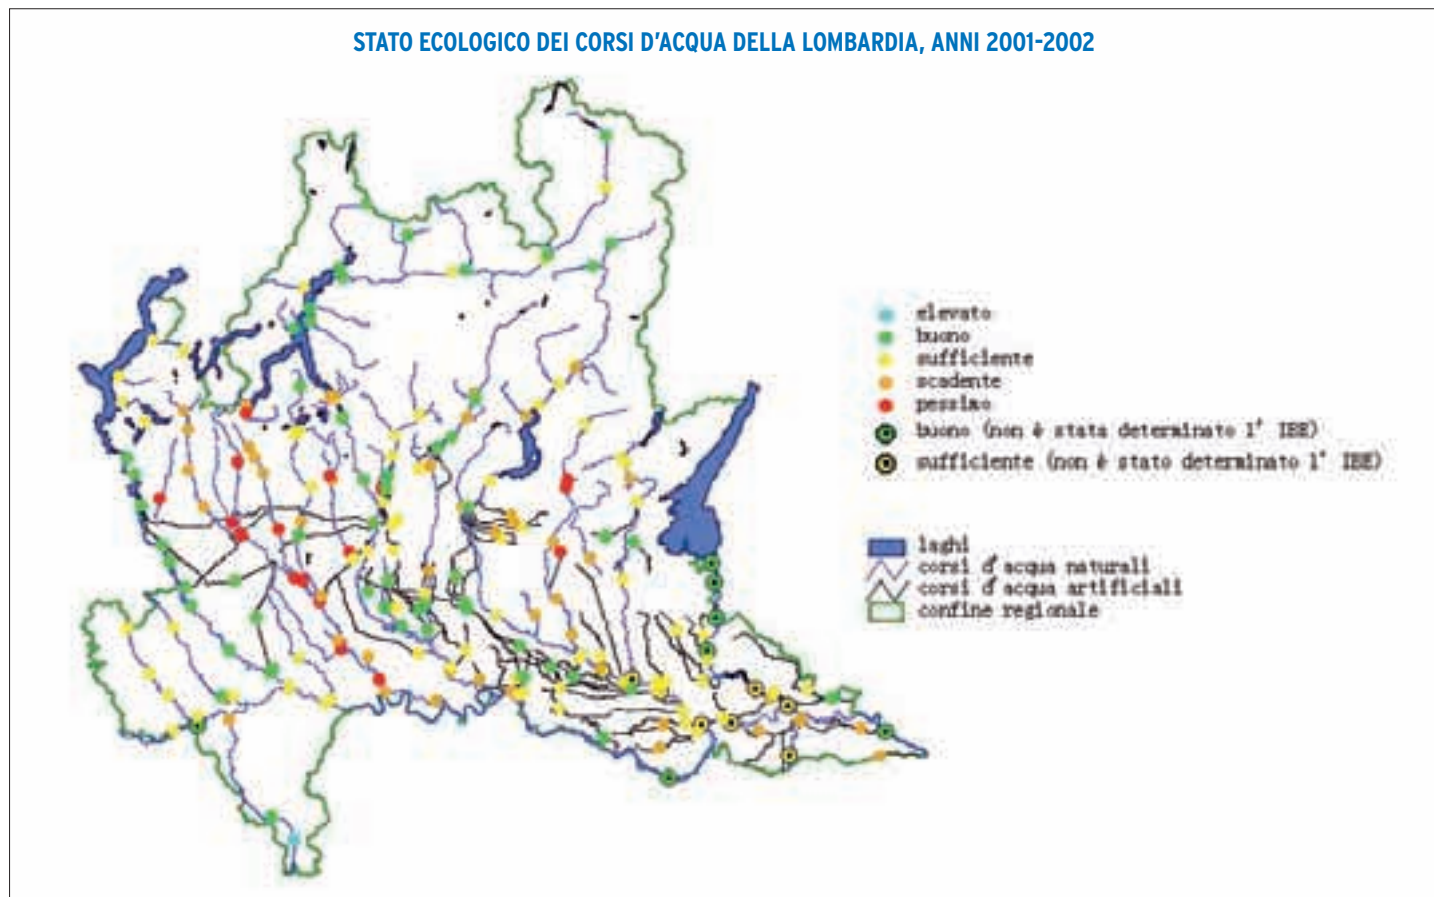 STATO ECOLOGICO DEI CORSI D'ACQUA DELLA LOMBARDIA, ANNI 2001-2002
elevato
buono
sufficiente
scadente
pessimo
buono (non è stata determinato l' IBE)
sufficiente (non è stato determinato l' IBE)
laghi
corsi d'acqua naturali
corsi d'acqua artificiali
confine regionale